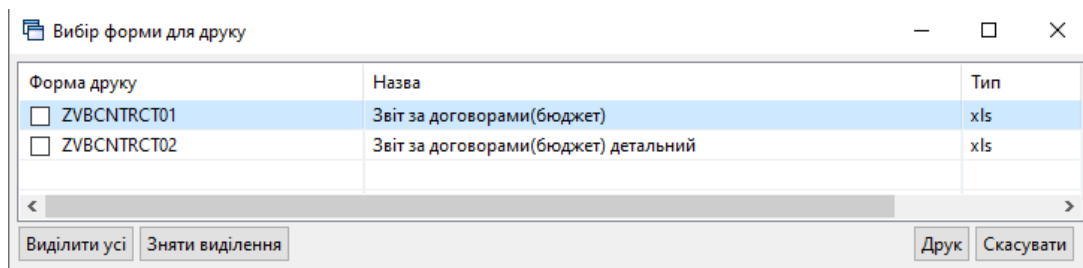 Вибір форми для друку
Форма друку Назва Тип
ZVBCNTRCT01 Звіт за договорами(бюджет) xls
ZVBCNTRCT02 Звіт за договорами(бюджет) детальний xls
Виділити усі Зняти виділення Друк Скасувати